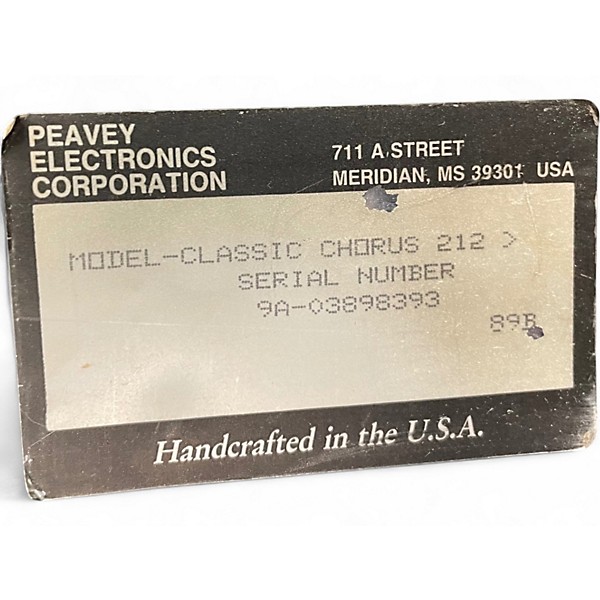 PEAVEY
ELECTRONICS
CORPORATION
711 A STREET
MERIDIAN, MS 39301 USA
MODEL-CLASSIC CHORUS 212 >
SERIAL NUMBER
9A-03898393
89B
Handcrafted in the U.S.A.